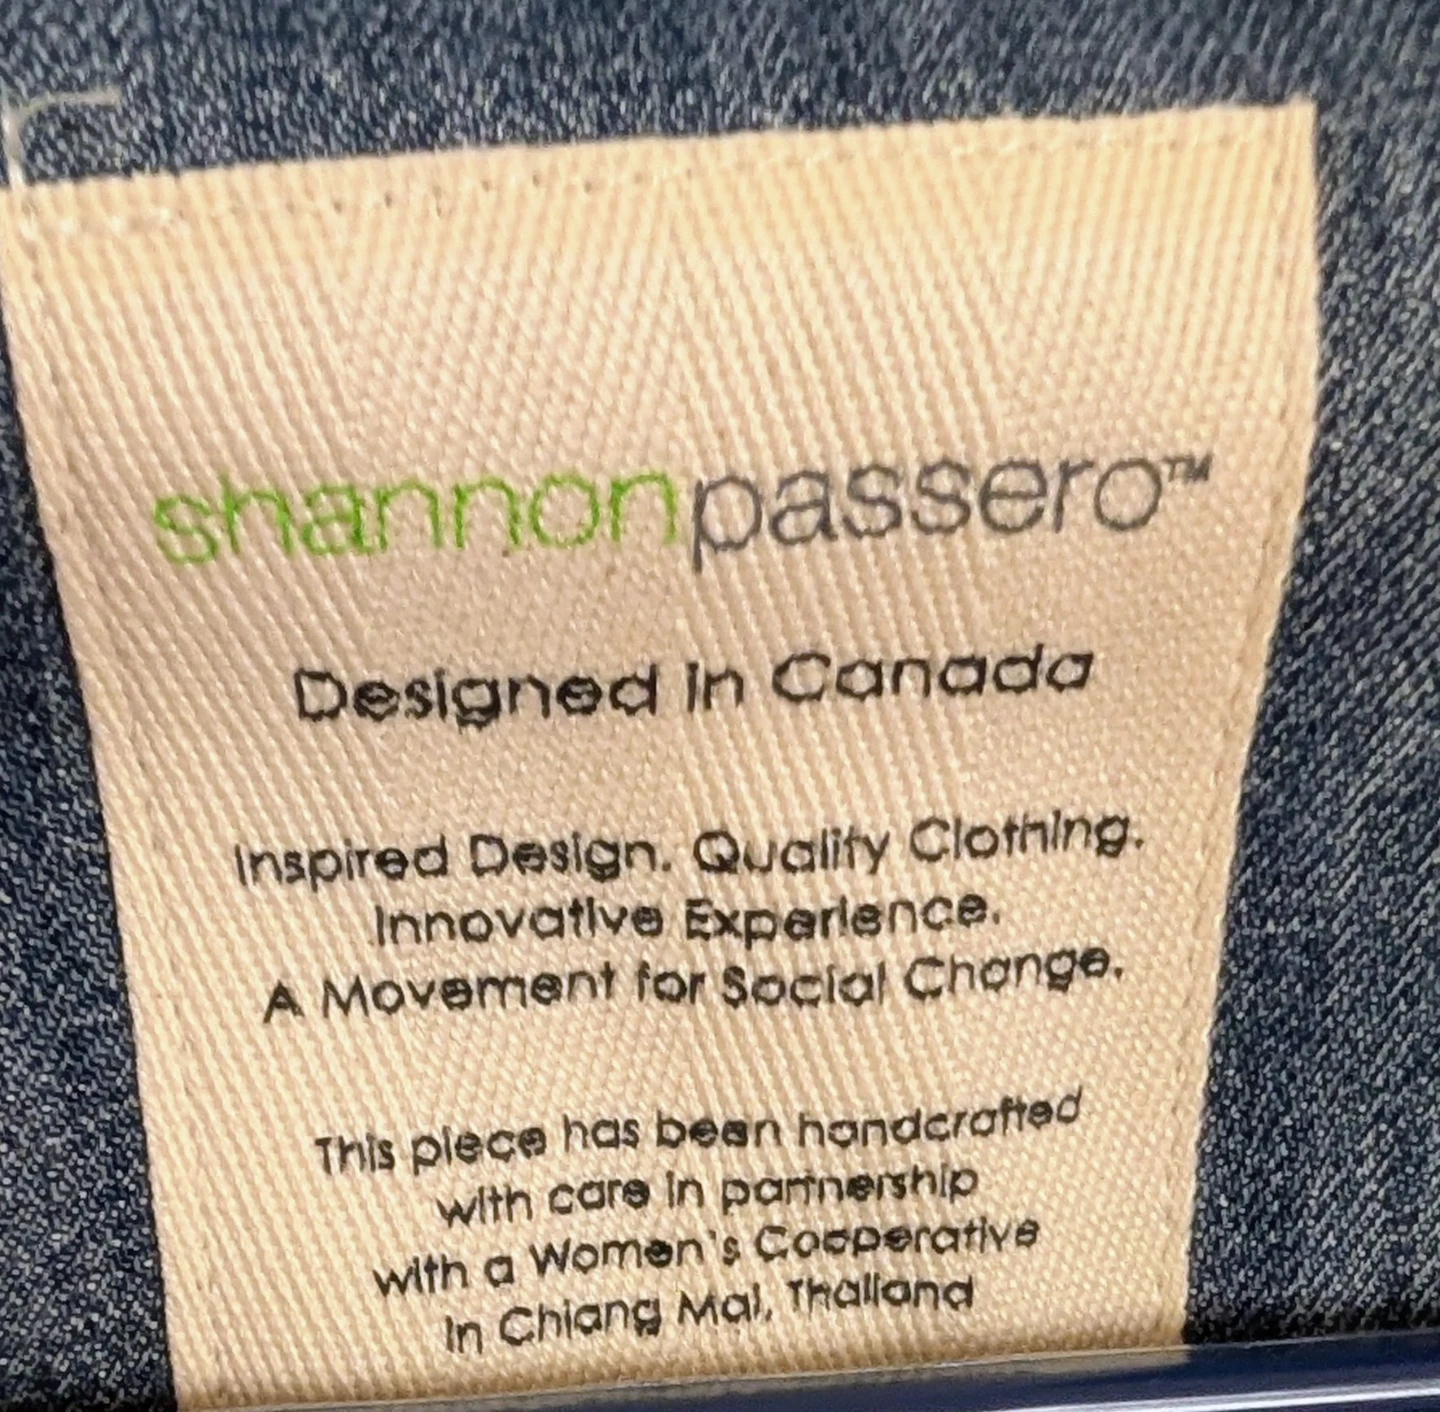 shannonpassero™
Designed in Canada
Inspired Design. Quality Clothing.
Innovative Experience.
A Movement for Social Change.
This piece has been handcrafted
with care in partnership
with a Women's Cooperative
in Chiang Mai, Thailand